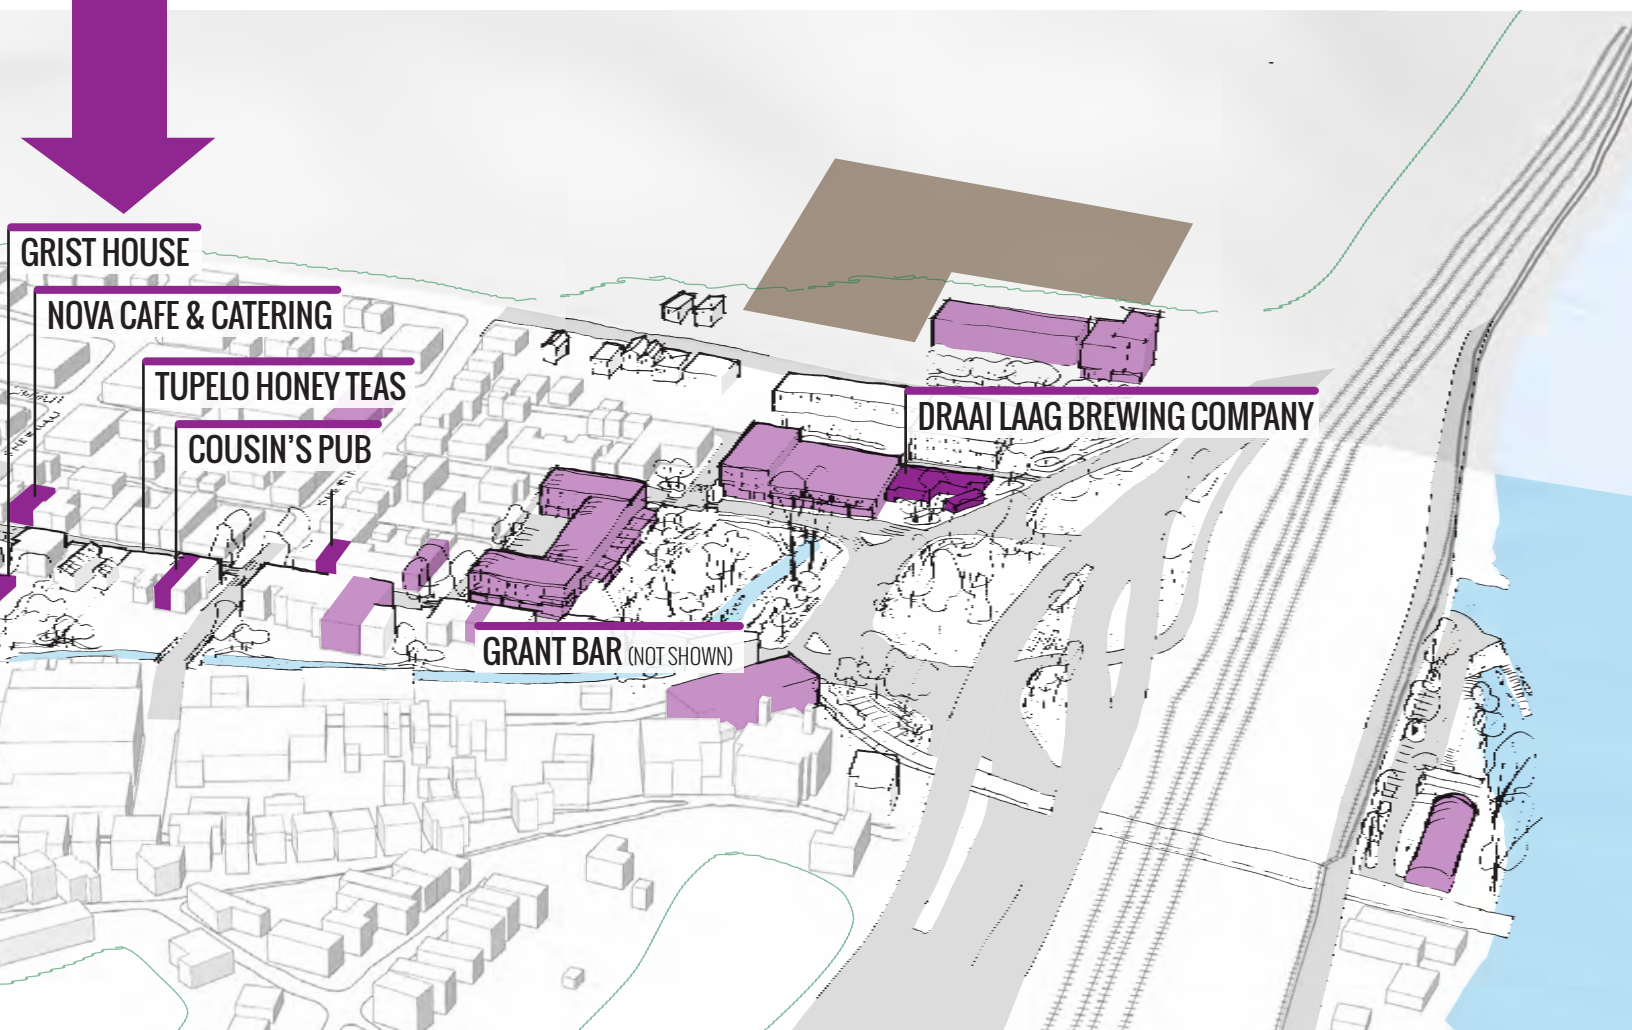 GRIST HOUSE
NOVA CAFE & CATERING
TUPELO HONEY TEAS
COUSIN'S PUB
DRAAI LAAG BREWING COMPANY
GRANT BAR (NOT SHOWN)